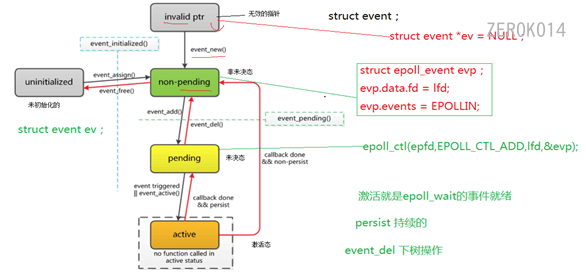 invalid ptr
无效的指针
struct event ;
ZEROK014
struct event *ev = NULL ;
event_initialized()
event_new()
uninitialized
event_assign()
event_free()
non-pending
未初始化的
非未决态
struct epoll_event evp ;
evp.data.fd = lfd;
evp.events = EPOLLIN;
struct event ev ;
event_add()
event_del()
event_pending()
pending
未决态
epoll_ctl(epfd,EPOLL_CTL_ADD,lfd,&evp);
callback done
&& non-persist
event triggered
|| event_active()
callback done
&& persist
激活就是epoll_wait的事件就绪
persist 持续的
active
激活态
event_del 下树操作
no function called in
active status